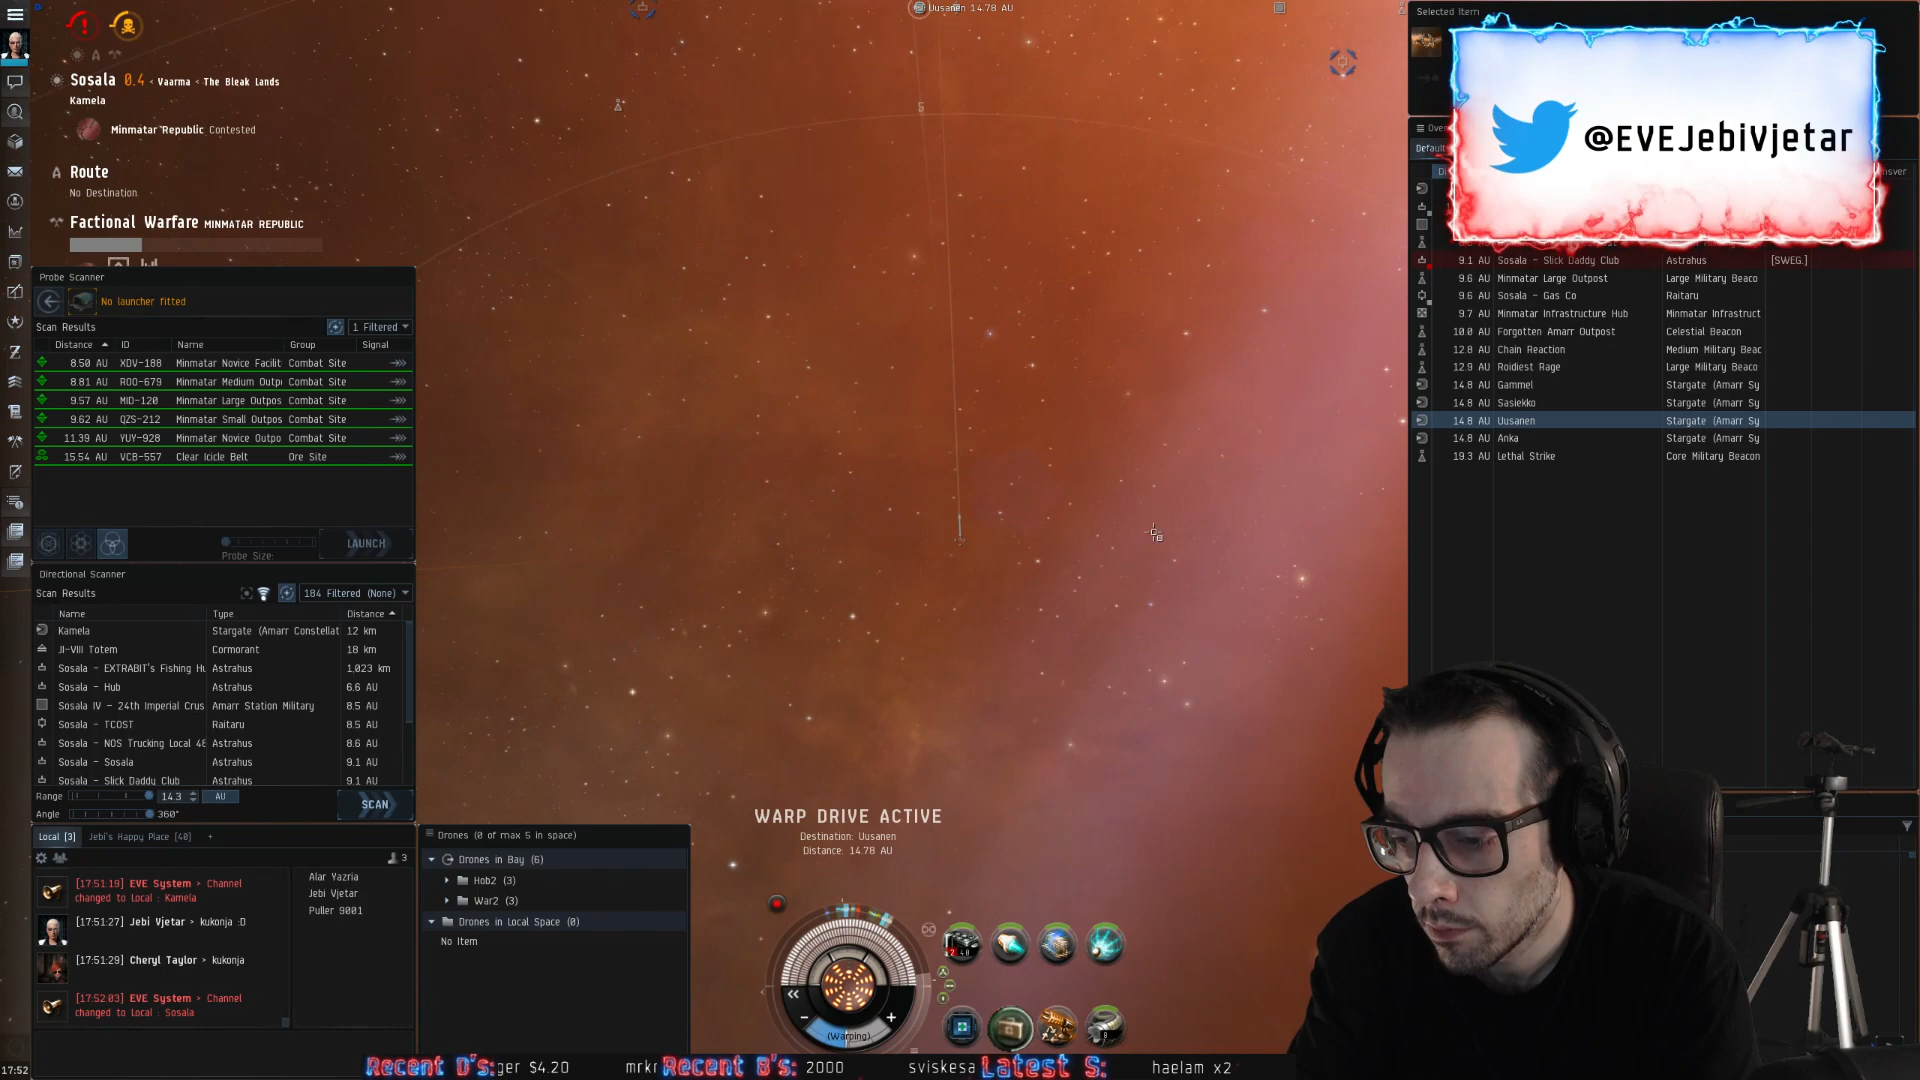 Uusanen 14.78 AU
Sosala 0.4 < Vaarma < The Bleak Lands
Kamela
Minmatar Republic Contested
Route
No Destination
Factional Warfare MINMATAR REPUBLIC
Probe Scanner
No launcher fitted
Scan Results
1 Filtered
Distance ID Name Group Signal
8.50 AU XDV-188 Minmatar Novice Facilit Combat Site
8.81 AU ROO-679 Minmatar Medium Outp Combat Site
9.57 AU MID-120 Minmatar Large Outpos Combat Site
9.62 AU QZS-212 Minmatar Small Outpos Combat Site
11.39 AU YUY-928 Minmatar Novice Outpo Combat Site
15.54 AU VCB-557 Clear Icicle Belt Ore Site
LAUNCH
Probe Size:
Directional Scanner
Scan Results
184 Filtered (None)
Name Type Distance
Kamela Stargate (Amarr Constellat 12 km
JI-VIII Totem Cormorant 18 km
Sosala - EXTRABIT's Fishing Hu Astrahus 1,023 km
Sosala - Hub Astrahus 6.6 AU
Sosala IV - 24th Imperial Crus Amarr Station Military 8.5 AU
Sosala - TCOST Raitaru 8.5 AU
Sosala - NOS Trucking Local 48 Astrahus 8.6 AU
Sosala - Sosala Astrahus 9.1 AU
Sosala - Slick Daddy Club Astrahus 9.1 AU
Range 14.3 AU
SCAN
Angle 360°
Local [3] Jebi's Happy Place [40] +
3
[17:51:19] EVE System > Channel
changed to Local : Kamela
[17:51:27] Jebi Vjetar > kukonja :D
[17:51:29] Cheryl Taylor > kukonja
[17:52:03] EVE System > Channel
changed to Local : Sosala
Alar Yazria
Jebi Vjetar
Puller 9001
17:52
Drones (0 of max 5 in space)
Drones in Bay (6)
Hob2 (3)
War2 (3)
Drones in Local Space (0)
No Item
S
WARP DRIVE ACTIVE
Destination: Uusanen
Distance: 14.78 AU
(Warping)
Selected Item
@EVEJebiVjetar
Over
Default
Di
9.1 AU Sosala - Slick Daddy Club Astrahus [SWEG.]
9.6 AU Minmatar Large Outpost Large Military Beaco
9.6 AU Sosala - Gas Co Raitaru
9.7 AU Minmatar Infrastructure Hub Minmatar Infrastruct
10.0 AU Forgotten Amarr Outpost Celestial Beacon
12.8 AU Chain Reaction Medium Military Beac
12.9 AU Roidiest Rage Large Military Beaco
14.8 AU Gammel Stargate (Amarr Sy
14.8 AU Sasiekko Stargate (Amarr Sy
14.8 AU Uusanen Stargate (Amarr Sy
14.8 AU Anka Stargate (Amarr Sy
19.3 AU Lethal Strike Core Military Beacon
Recent D's: ger $4.20 mrkr Recent B's: 2000 sviskesa Latest S: haelam x2